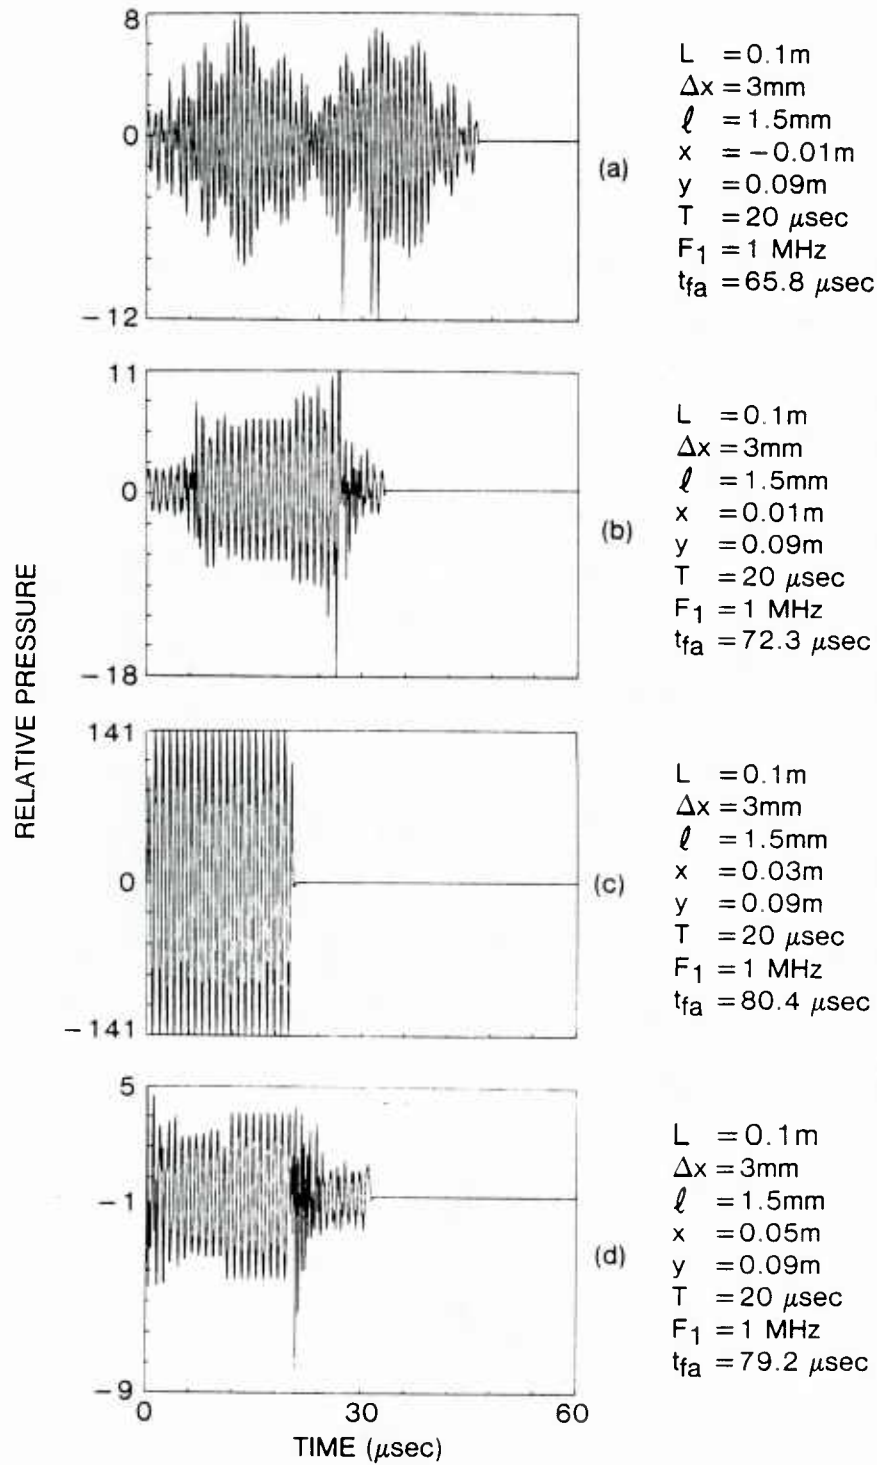 RELATIVE PRESSURE
8
0
−12
(a)
L = 0.1m
Δx = 3mm
ℓ = 1.5mm
x = −0.01m
y = 0.09m
T = 20 μsec
F₁ = 1 MHz
tfa = 65.8 μsec
11
0
−18
(b)
L = 0.1m
Δx = 3mm
ℓ = 1.5mm
x = 0.01m
y = 0.09m
T = 20 μsec
F₁ = 1 MHz
tfa = 72.3 μsec
141
0
−141
(c)
L = 0.1m
Δx = 3mm
ℓ = 1.5mm
x = 0.03m
y = 0.09m
T = 20 μsec
F₁ = 1 MHz
tfa = 80.4 μsec
5
−1
−9
(d)
L = 0.1m
Δx = 3mm
ℓ = 1.5mm
x = 0.05m
y = 0.09m
T = 20 μsec
F₁ = 1 MHz
tfa = 79.2 μsec
0 30 60
TIME (μsec)